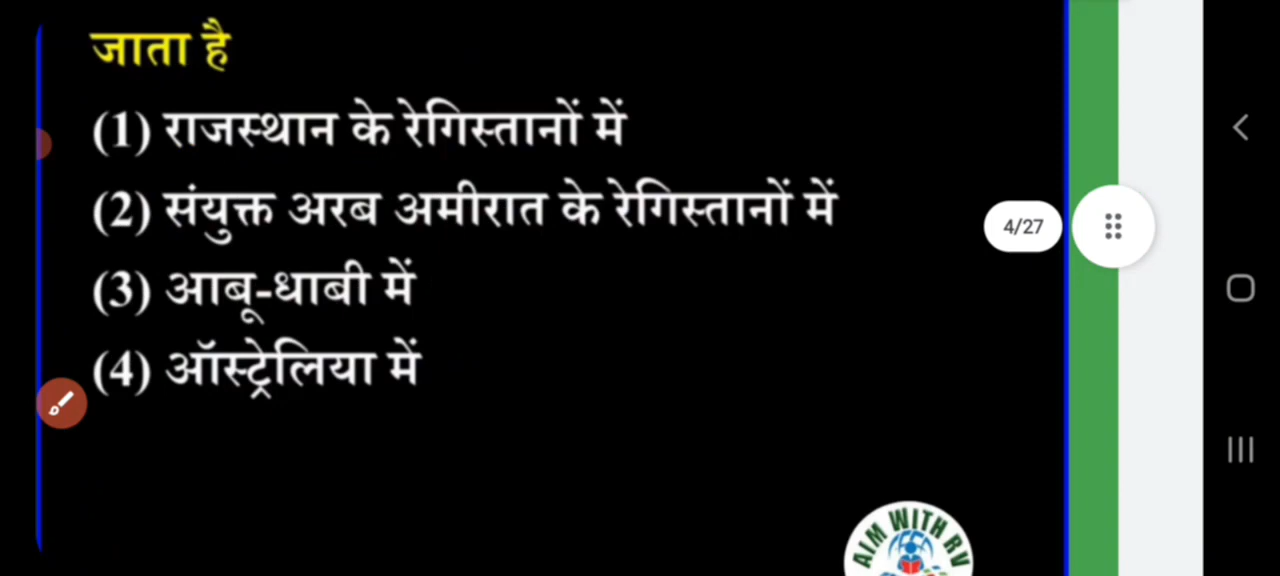 जाता है
(1) राजस्थान के रेगिस्तानों में
(2) संयुक्त अरब अमीरात के रेगिस्तानों में
4/27
(3) आबू-धाबी में
(4) ऑस्ट्रेलिया में
AIM WITH RV